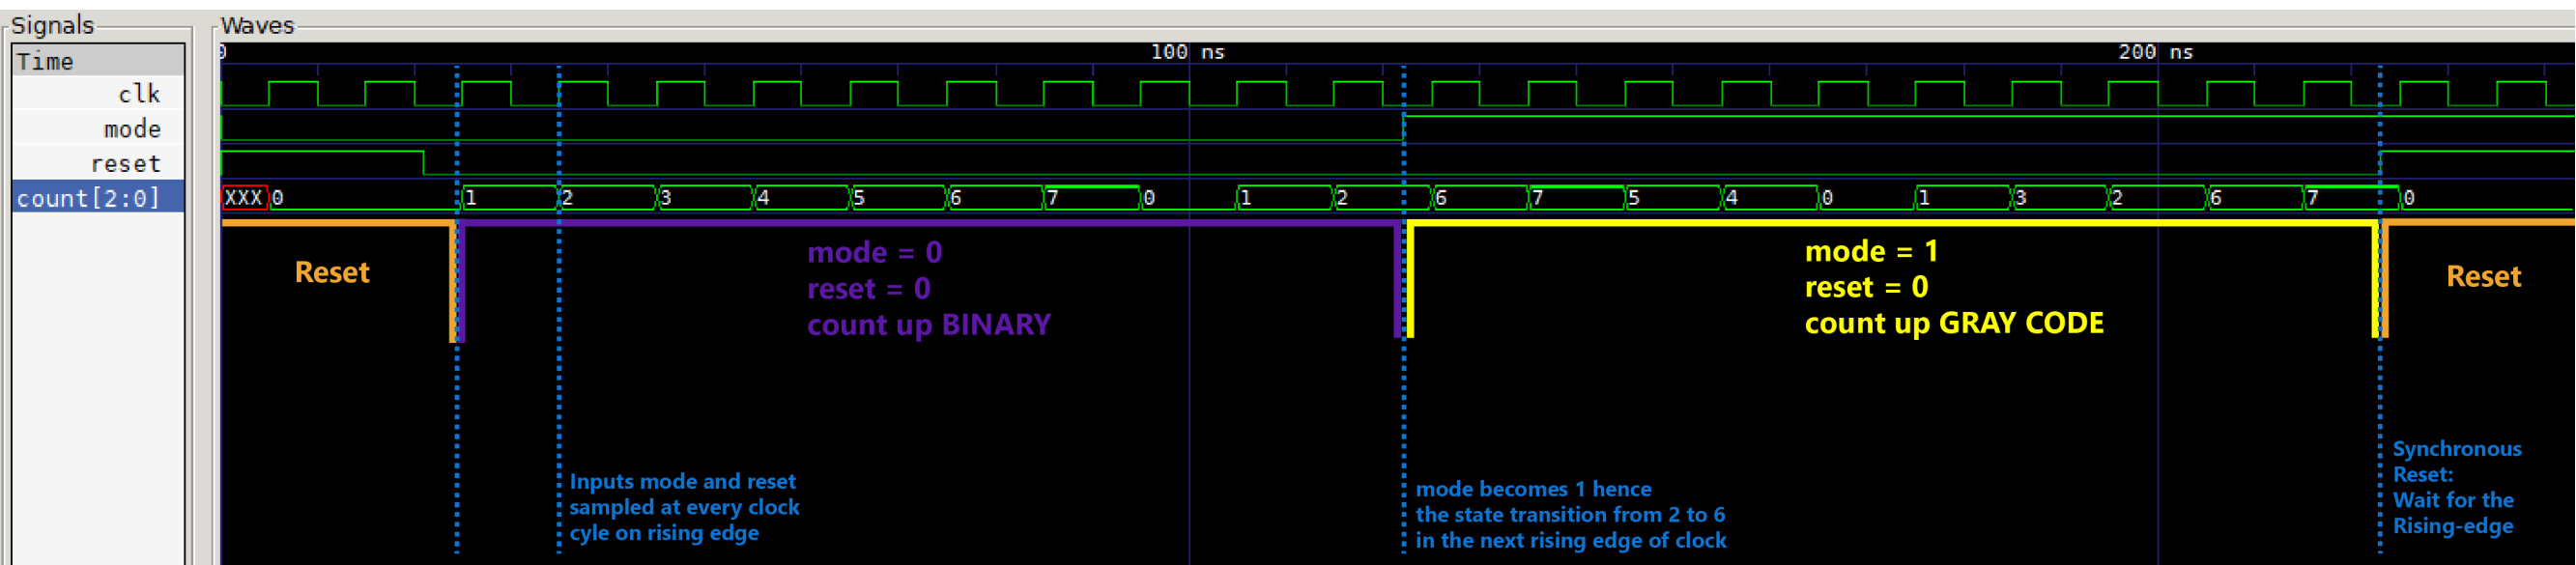 Signals
Waves
Time
0
100 ns
200 ns
clk
mode
reset
count[2:0]
XXX 0 1 2 3 4 5 6 7 0 1 2 6 7 5 4 0 1 3 2 6 7 0
Reset
mode = 0
reset = 0
count up BINARY
mode = 1
reset = 0
count up GRAY CODE
Reset
Inputs mode and reset
sampled at every clock
cyle on rising edge
mode becomes 1 hence
the state transition from 2 to 6
in the next rising edge of clock
Synchronous
Reset:
Wait for the
Rising-edge